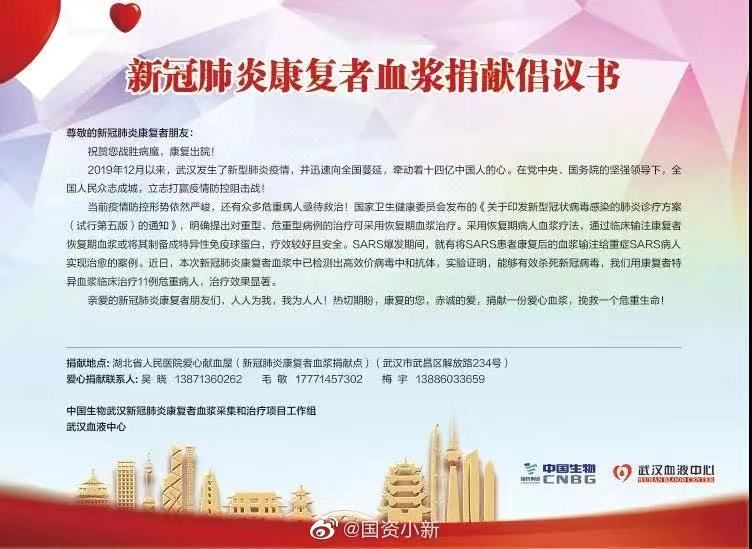 新冠肺炎康复者血浆捐献倡议书
尊敬的新冠肺炎康复者朋友：
祝贺您战胜病魔，康复出院！
2019年12月以来，武汉发生了新型肺炎疫情，并迅速向全国蔓延，牵动着十四亿中国人的心。在党中央、国务院的坚强领导下，全
国人民众志成城，立志打赢疫情防控阻击战！
当前疫情防控形势依然严峻，还有众多危重病人亟待救治！国家卫生健康委员会发布的《关于印发新型冠状病毒感染的肺炎诊疗方案
（试行第五版）的通知》，明确提出对重型、危重型病例的治疗可采用恢复期血浆治疗。采用恢复期病人血浆疗法，通过临床输注康复者
恢复期血浆或将其制备成特异性免疫球蛋白，疗效较好且安全。SARS爆发期间，就有将SARS患者康复后的血浆输注给重症SARS病人
实现治愈的案例。近日，本次新冠肺炎康复者血浆中已检测出高效价病毒中和抗体，实验证明，能够有效杀死新冠病毒，我们用康复者特
异血浆临床治疗11例危重病人，治疗效果显著。
亲爱的新冠肺炎康复者朋友们，人人为我，我为人人！热切期盼，康复的您，赤诚的爱，捐献一份爱心血浆，挽救一个危重生命！
捐献地点：湖北省人民医院爱心献血屋（新冠肺炎康复者血浆捐献点）（武汉市武昌区解放路234号）
爱心捐献联系人：吴 晓 13871360262 毛 敏 17771457302 梅 宇 13886033659
中国生物武汉新冠肺炎康复者血浆采集和治疗项目工作组
武汉血液中心
国药集团 中国生物 CNBG
武汉血液中心
WUHAN BLOOD CENTER
@国资小新